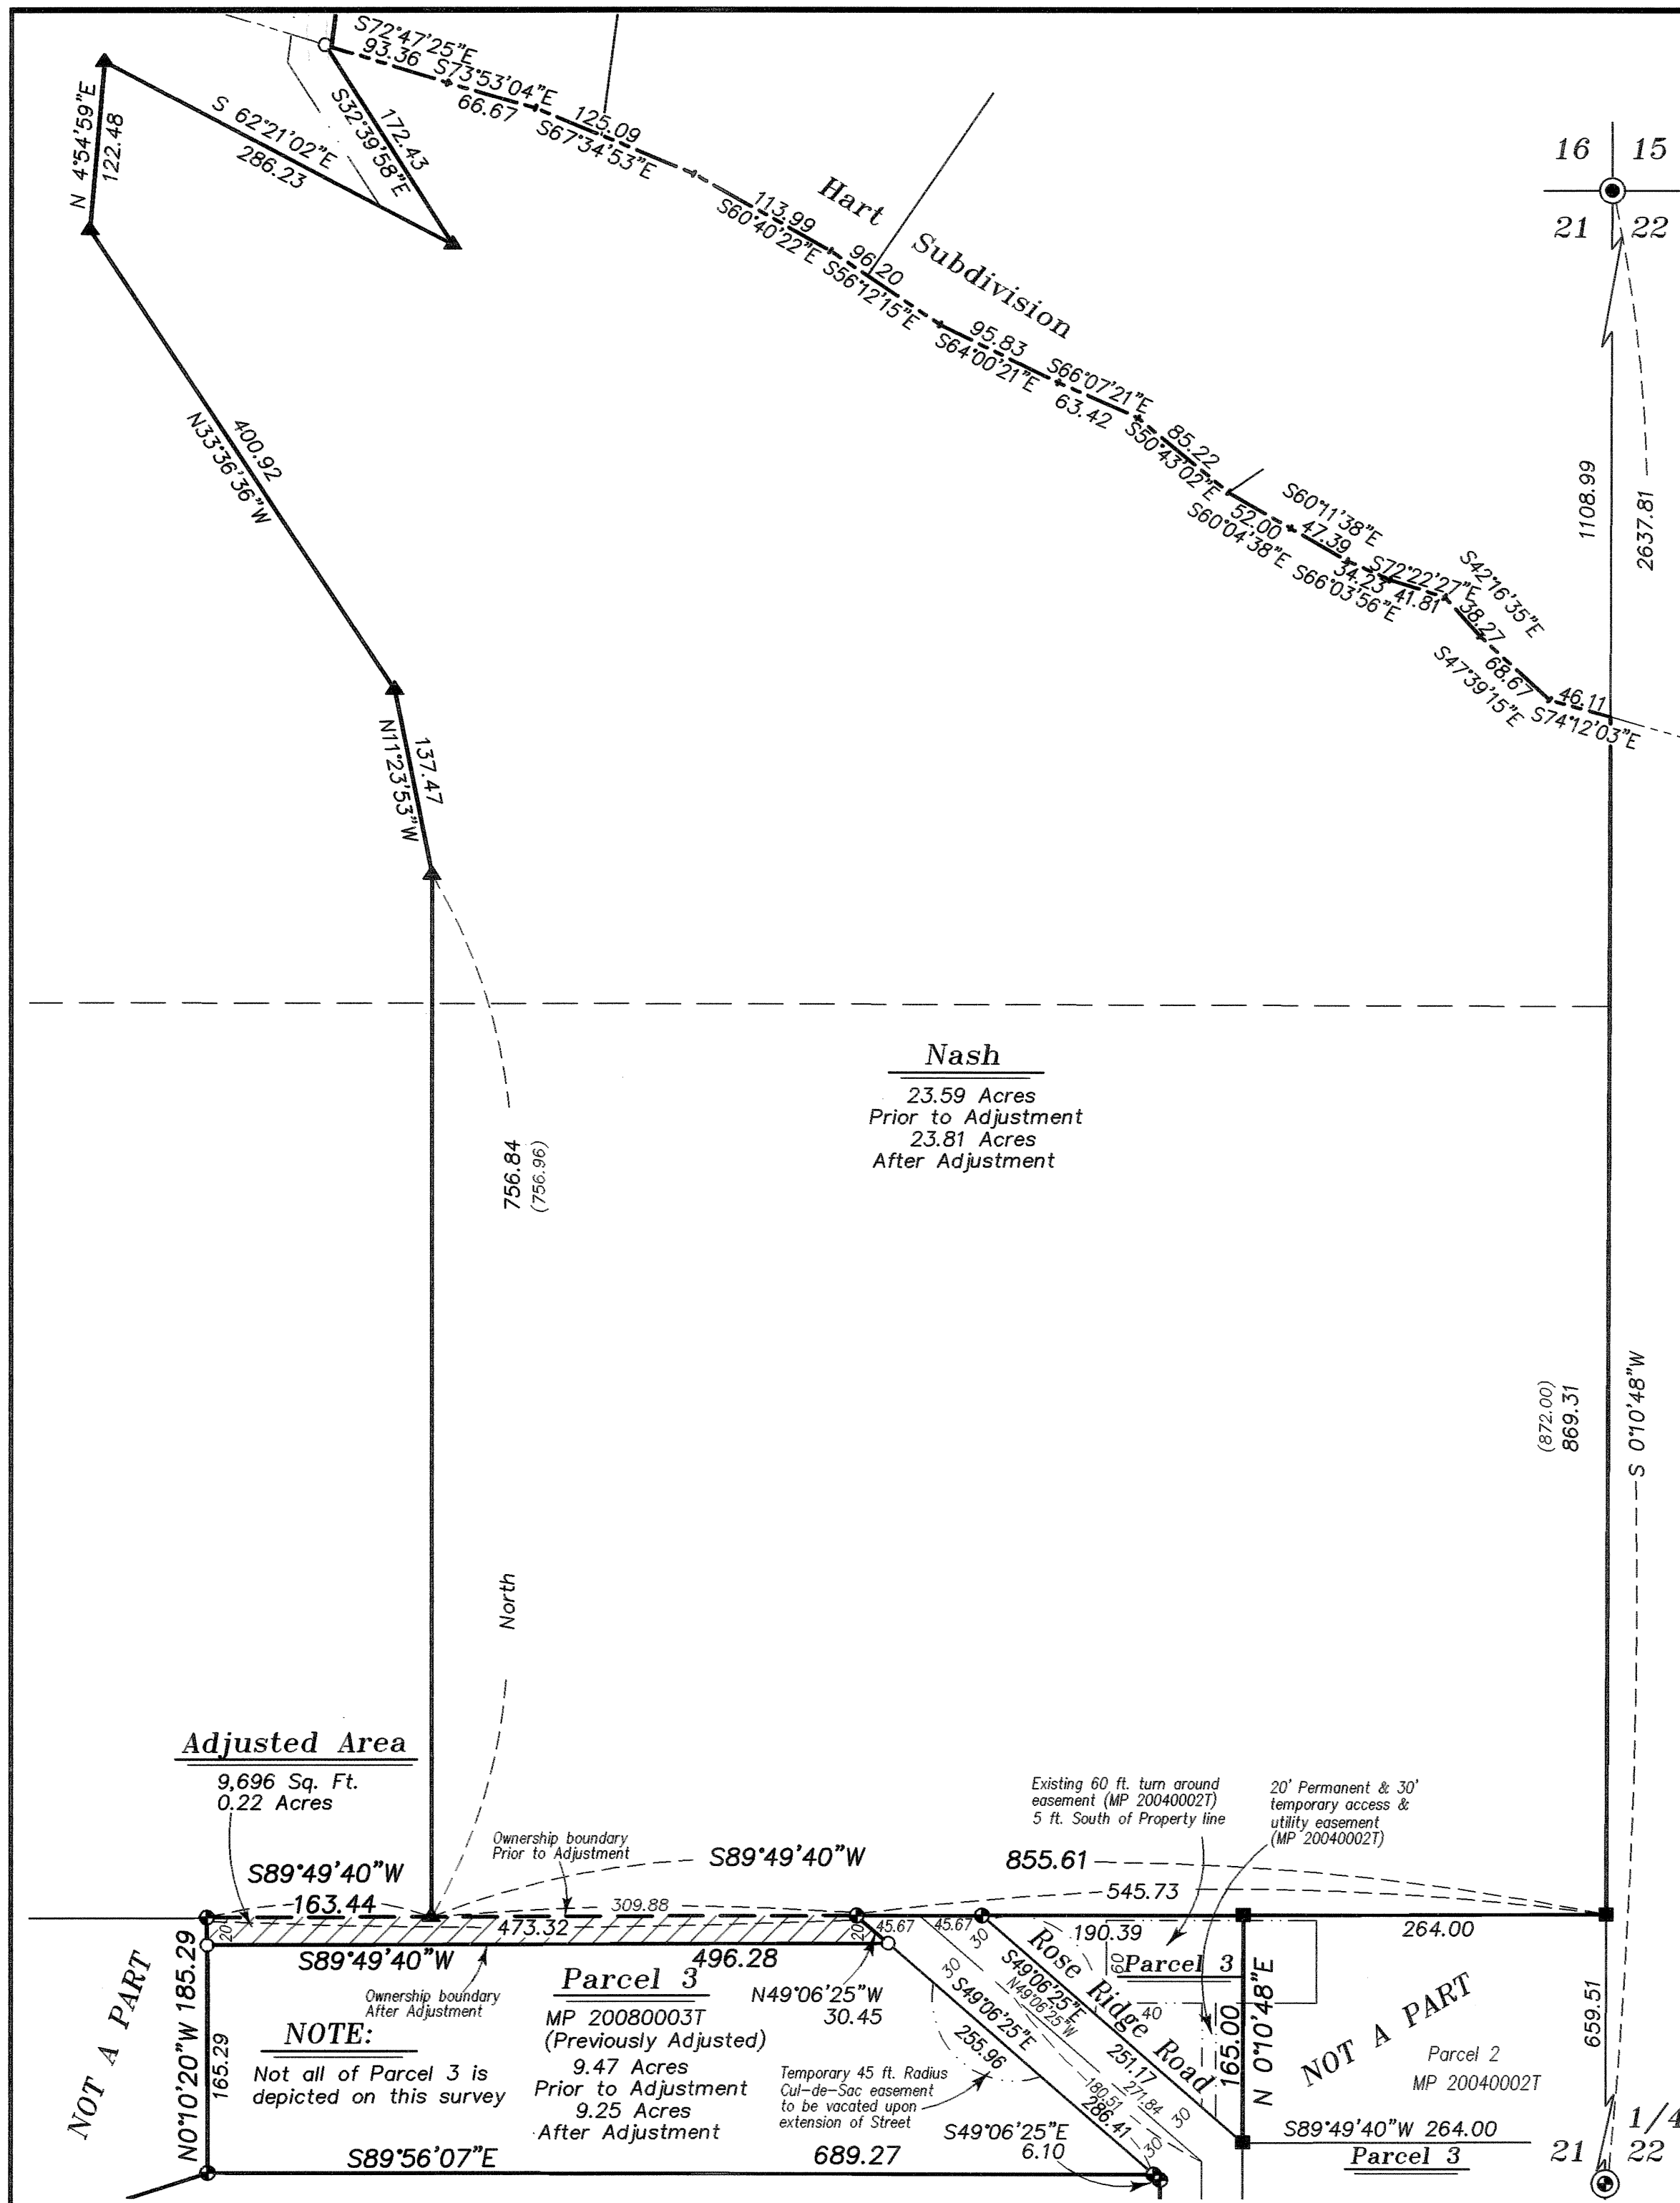 S72°47'25"E
93.36
S73°53'04"E
66.67
125.09
S67°34'53"E
N 4°54'59"E
122.48
S 62°21'02"E
286.23
172.43
S32°39'58"E
113.99
S60°40'22"E
96.20
S56°12'15"E
Hart Subdivision
95.83
S64°00'21"E
S66°07'21"E
63.42
85.22
S50°43'02"E
52.00
S60°04'38"E
S60°11'38"E
47.39
34.23
S66°03'56"E
S72°22'27"E
41.81
S42°16'35"E
38.27
68.67
S47°39'15"E
46.11
S74°12'03"E
16 15
21 22
1108.99
2637.81
400.92
N33°36'36"W
137.47
N11°23'53"W
Nash
23.59 Acres
Prior to Adjustment
23.81 Acres
After Adjustment
756.84
(756.96)
(872.00)
869.31
S 0°10'48"W
North
Adjusted Area
9,696 Sq. Ft.
0.22 Acres
Ownership boundary
Prior to Adjustment
Existing 60 ft. turn around
easement (MP 20040002T)
5 ft. South of Property line
20' Permanent & 30'
temporary access &
utility easement
(MP 20040002T)
S89°49'40"W
163.44
S89°49'40"W
855.61
309.88
545.73
20'
473.32
20'
45.67
45.67
190.39
264.00
S89°49'40"W
496.28
Ownership boundary
After Adjustment
NOT A PART
N0°10'20"W 185.29
165.29
NOTE:
Not all of Parcel 3 is
depicted on this survey
Parcel 3
MP 20080003T
(Previously Adjusted)
9.47 Acres
Prior to Adjustment
9.25 Acres
After Adjustment
N49°06'25"W
30.45
Temporary 45 ft. Radius
Cul-de-Sac easement
to be vacated upon
extension of Street
30
30
S49°06'25"E
255.96
N49°06'25"W
S49°06'25"E
251.17
Rose Ridge Road
271.84
180.51
286.41
30
30
60
40
Parcel 3
165.00
N 0°10'48"E
NOT A PART
Parcel 2
MP 20040002T
659.51
S89°49'40"W 264.00
Parcel 3
S49°06'25"E
6.10
S89°56'07"E
689.27
1/4
21 22